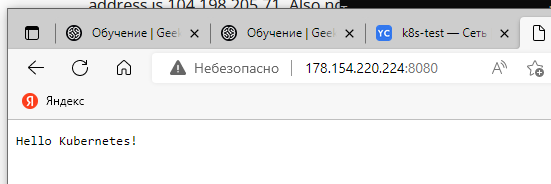 address is 104.198.205.71. Also no
Обучение | Geek
Обучение | Geek
YC k8s-test — Сеть
Небезопасно | 178.154.220.224:8080
Я Яндекс
Hello Kubernetes!